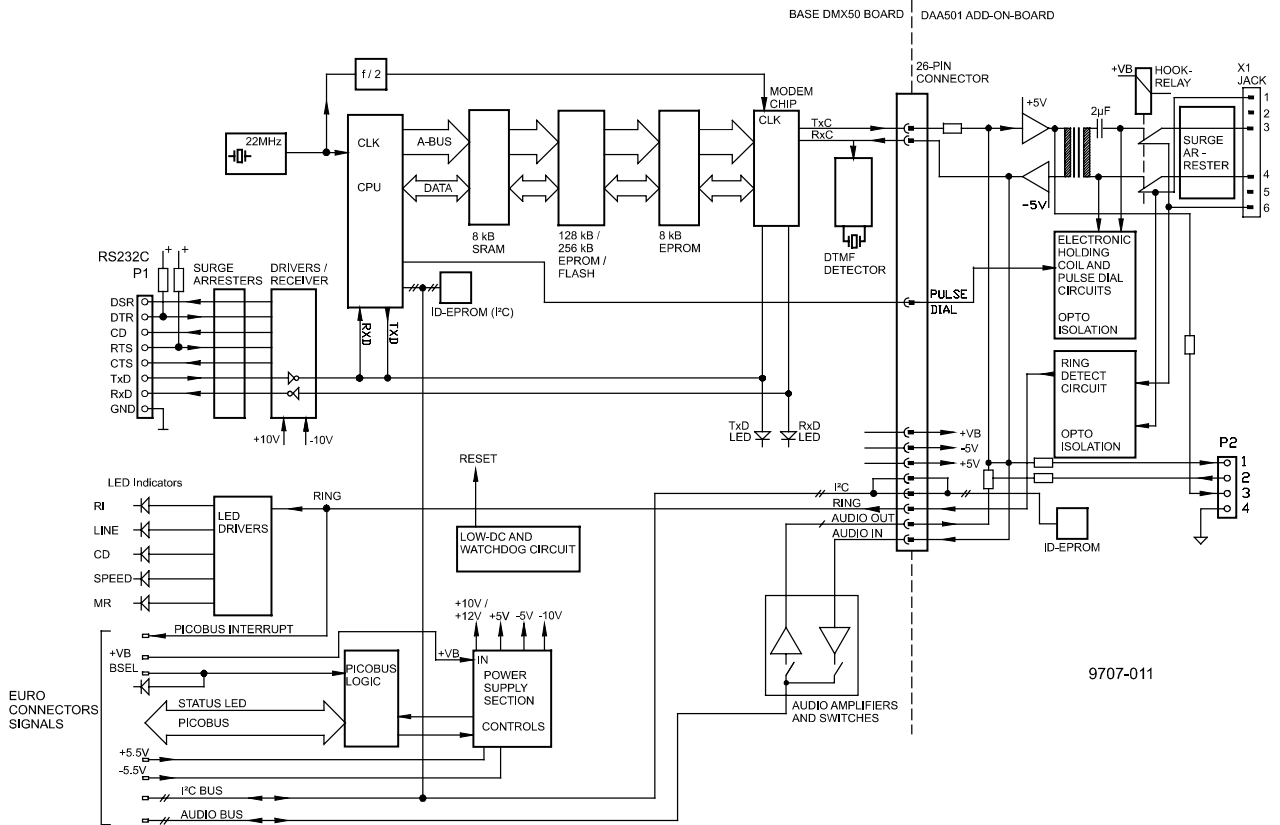 BASE DMX50 BOARD
DAA501 ADD-ON-BOARD
26-PIN
CONNECTOR
+VB
HOOK-
RELAY
X1
JACK
1
2
3
4
5
6
f / 2
MODEM
CHIP
CLK
+5V
2µF
-5V
SURGE
AR -
RESTER
22MHz
CLK
CPU
A-BUS
DATA
TxC
RxC
8 kB
SRAM
128 kB /
256 kB
EPROM /
FLASH
8 kB
EPROM
DTMF
DETECTOR
ELECTRONIC
HOLDING
COIL AND
PULSE DIAL
CIRCUITS
OPTO
ISOLATION
PULSE
DIAL
RS232C
P1
+ +
SURGE
ARRESTERS
DRIVERS /
RECEIVER
ID-EPROM (I²C)
DSR
DTR
CD
RTS
CTS
TxD
RxD
GND
RXD
TXD
+10V
-10V
TxD
LED
RxD
LED
RING
DETECT
CIRCUIT
OPTO
ISOLATION
+VB
-5V
+5V
P2
1
2
3
4
RESET
LED Indicators
RI
LINE
CD
SPEED
MR
LED
DRIVERS
RING
LOW-DC AND
WATCHDOG CIRCUIT
I²C
RING
AUDIO OUT
AUDIO IN
ID-EPROM
+10V /
+12V
+5V
-5V
-10V
PICOBUS INTERRUPT
+VB
BSEL
+VB
IN
POWER
SUPPLY
SECTION
CONTROLS
PICOBUS
LOGIC
EURO
CONNECTORS
SIGNALS
STATUS LED
PICOBUS
+5.5V
-5.5V
I²C BUS
AUDIO BUS
AUDIO AMPLIFIERS
AND SWITCHES
9707-011